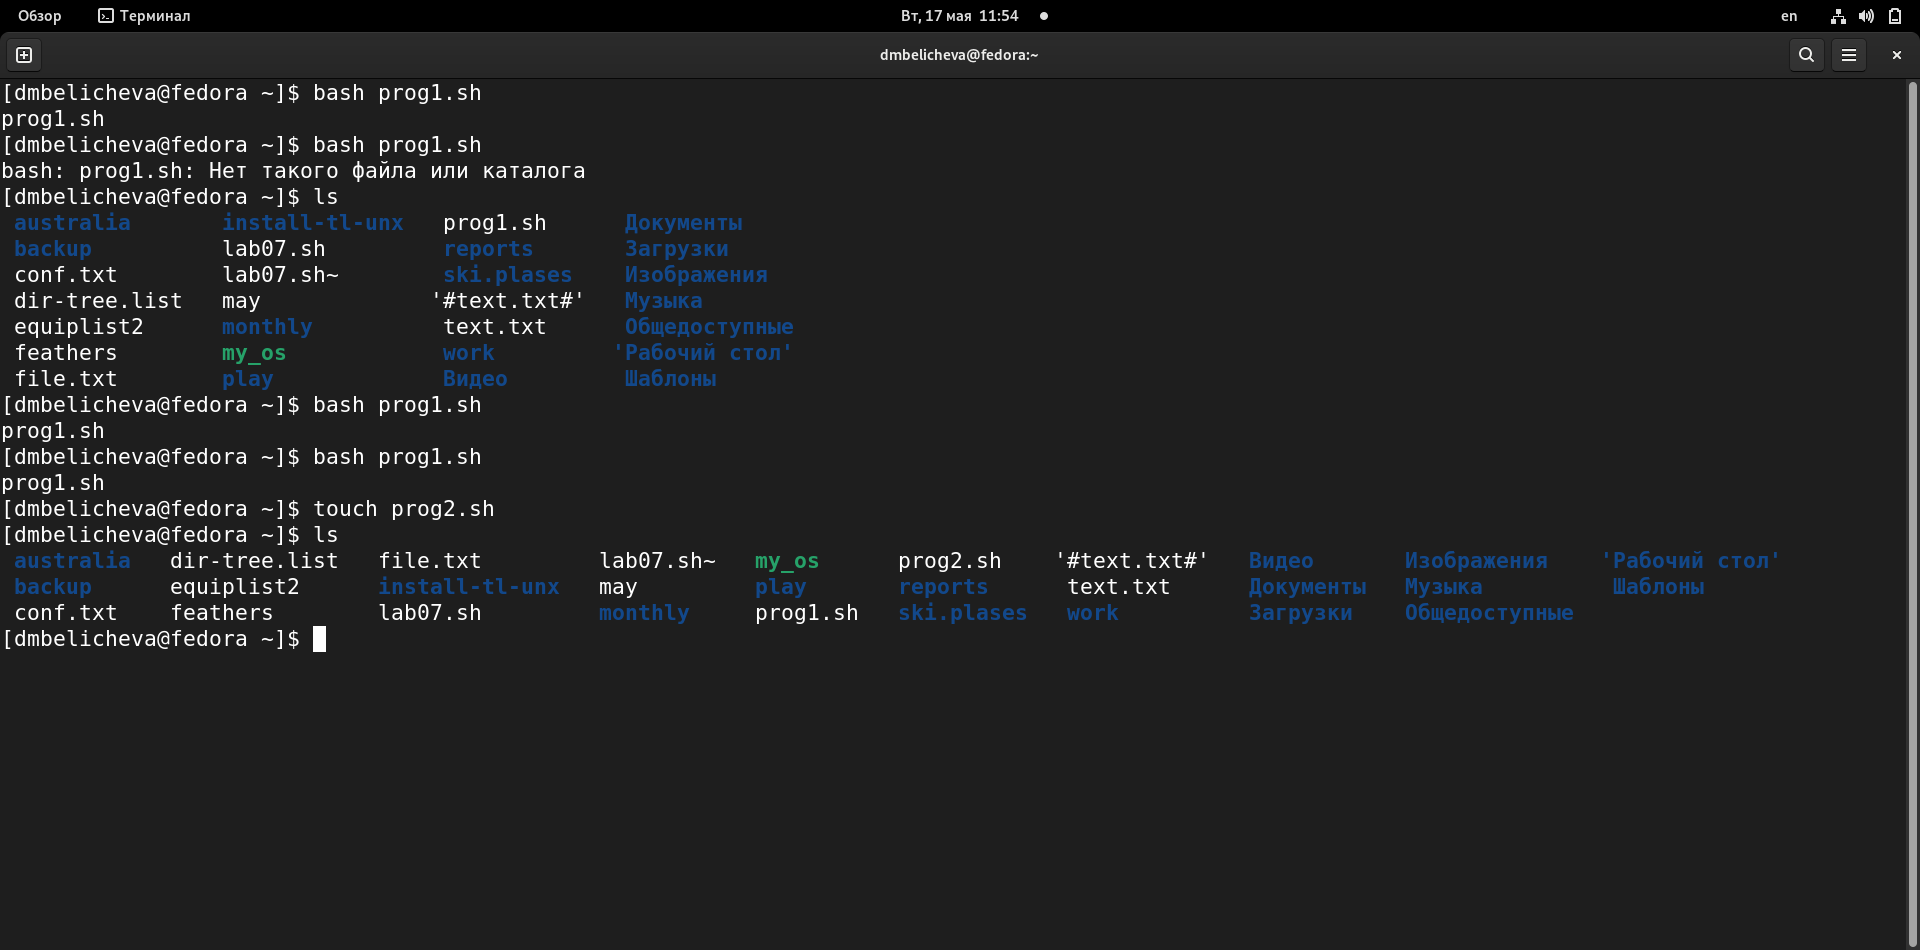 Обзор Терминал Вт, 17 мая 11:54 en
dmbelicheva@fedora:~
[dmbelicheva@fedora ~]$ bash prog1.sh
prog1.sh
[dmbelicheva@fedora ~]$ bash prog1.sh
bash: prog1.sh: Нет такого файла или каталога
[dmbelicheva@fedora ~]$ ls
australia install-tl-unx prog1.sh Документы
backup lab07.sh reports Загрузки
conf.txt lab07.sh~ ski.plases Изображения
dir-tree.list may '#text.txt#' Музыка
equiplist2 monthly text.txt Общедоступные
feathers my_os work 'Рабочий стол'
file.txt play Видео Шаблоны
[dmbelicheva@fedora ~]$ bash prog1.sh
prog1.sh
[dmbelicheva@fedora ~]$ bash prog1.sh
prog1.sh
[dmbelicheva@fedora ~]$ touch prog2.sh
[dmbelicheva@fedora ~]$ ls
australia dir-tree.list file.txt lab07.sh~ my_os prog2.sh '#text.txt#' Видео Изображения 'Рабочий стол'
backup equiplist2 install-tl-unx may play reports text.txt Документы Музыка Шаблоны
conf.txt feathers lab07.sh monthly prog1.sh ski.plases work Загрузки Общедоступные
[dmbelicheva@fedora ~]$